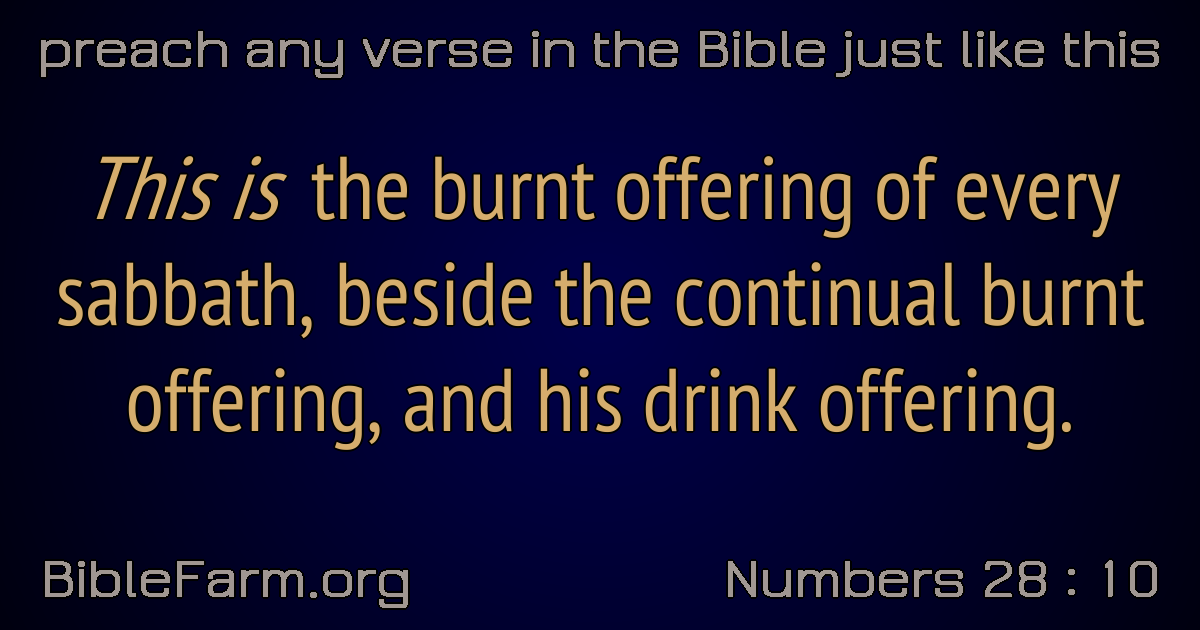 preach any verse in the Bible just like this
This is the burnt offering of every
sabbath, beside the continual burnt
offering, and his drink offering.
BibleFarm.org
Numbers 28 : 10